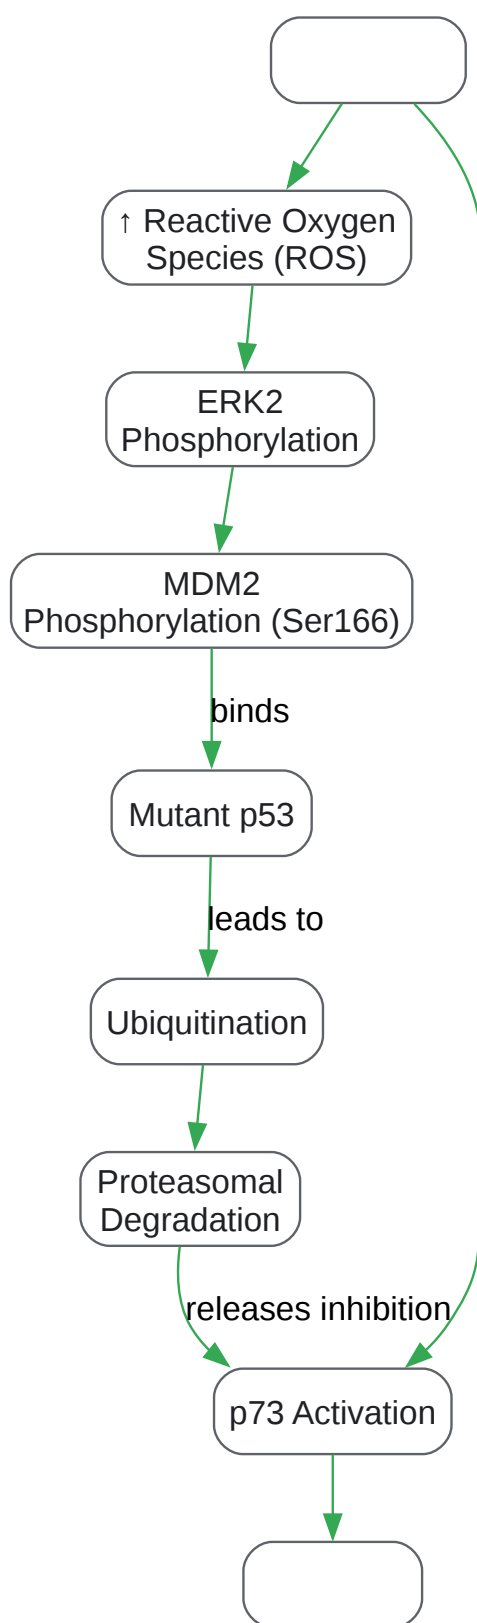 ↑ Reactive Oxygen
Species (ROS)
ERK2
Phosphorylation
MDM2
Phosphorylation (Ser166)
binds
Mutant p53
leads to
Ubiquitination
Proteasomal
Degradation
releases inhibition
p73 Activation